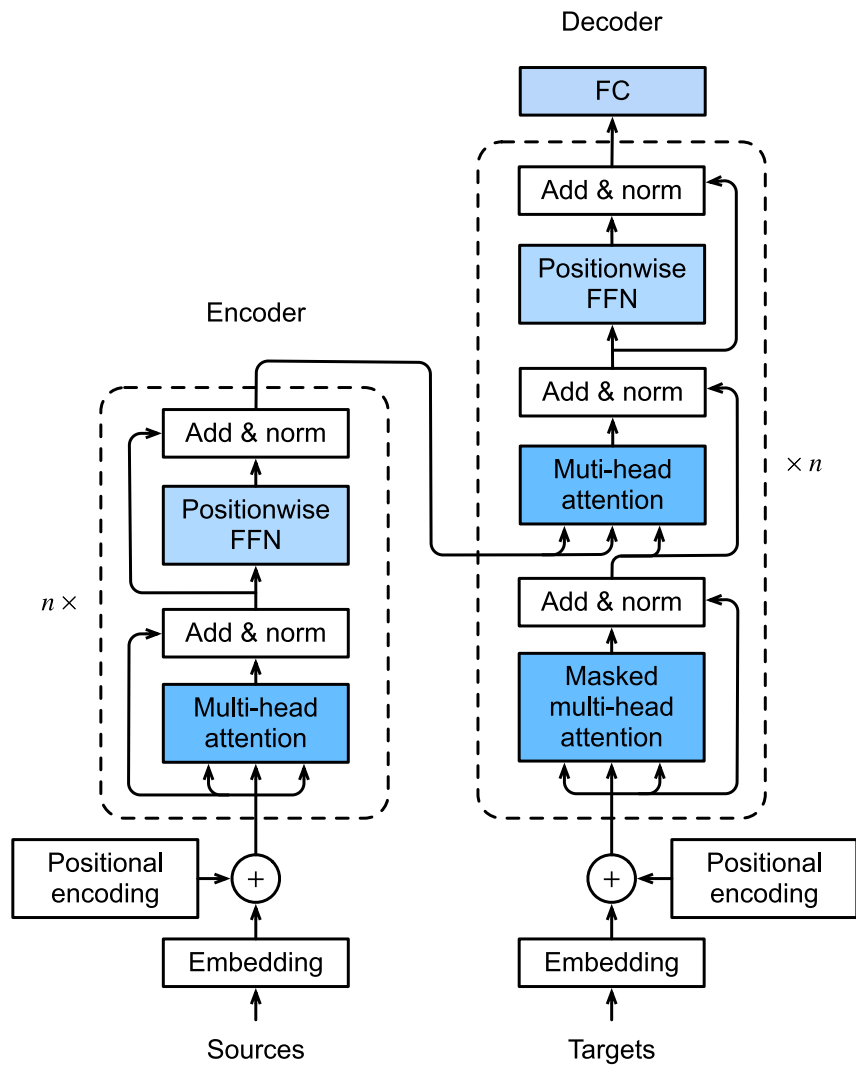 Decoder
FC
Add & norm
Positionwise
FFN
Encoder
Add & norm
Add & norm
Muti-head
attention
× n
Positionwise
FFN
Add & norm
n ×
Add & norm
Masked
multi-head
attention
Multi-head
attention
Positional
encoding
+
+
Positional
encoding
Embedding
Embedding
Sources
Targets